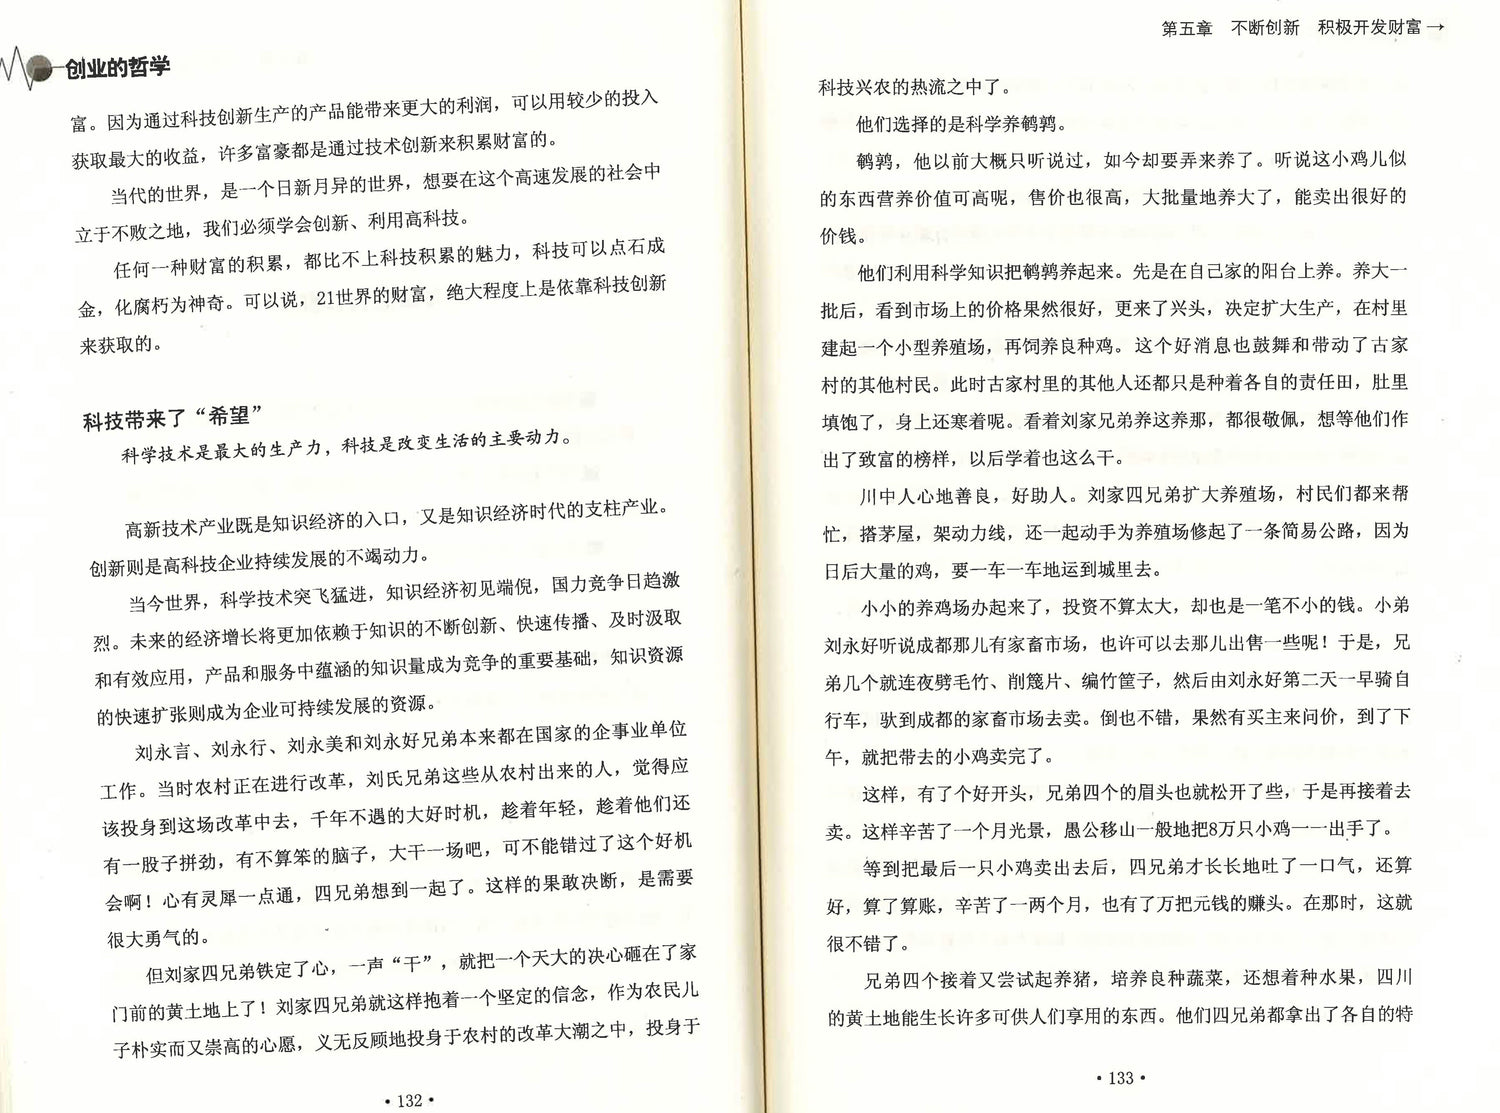 创业的哲学
富。因为通过科技创新生产的产品能带来更大的利润，可以用较少的投入
获取最大的收益，许多富豪都是通过技术创新来积累财富的。
当代的世界，是一个日新月异的世界，想要在这个高速发展的社会中
立于不败之地，我们必须学会创新、利用高科技。
任何一种财富的积累，都比不上科技积累的魅力，科技可以点石成
金，化腐朽为神奇。可以说，21世界的财富，绝大程度上是依靠科技创新
来获取的。
科技带来了“希望”
科学技术是最大的生产力，科技是改变生活的主要动力。
高新技术产业既是知识经济的入口，又是知识经济时代的支柱产业。
创新则是高科技企业持续发展的不竭动力。
当今世界，科学技术突飞猛进，知识经济初见端倪，国力竞争日趋激
烈。未来的经济增长将更加依赖于知识的不断创新、快速传播、及时汲取
和有效应用，产品和服务中蕴涵的知识量成为竞争的重要基础，知识资源
的快速扩张则成为企业可持续发展的资源。
刘永言、刘永行、刘永美和刘永好兄弟本来都在国家的企事业单位
工作。当时农村正在进行改革，刘氏兄弟这些从农村出来的人，觉得应
该投身到这场改革中去，千年不遇的大好时机，趁着年轻，趁着他们还
有一股子拼劲，有不算笨的脑子，大干一场吧，可不能错过了这个好机
会啊！心有灵犀一点通，四兄弟想到一起了。这样的果敢决断，是需要
很大勇气的。
但刘家四兄弟铁定了心，一声“干”，就把一个天大的决心砸在了家
门前的黄土地上了！刘家四兄弟就这样抱着一个坚定的信念，作为农民儿
子朴实而又崇高的心愿，义无反顾地投身于农村的改革大潮之中，投身于
·132·
第五章 不断创新 积极开发财富→
科技兴农的热流之中了。
他们选择的是科学养鹌鹑。
鹌鹑，他以前大概只听说过，如今却要弄来养了。听说这小鸡儿似
的东西营养价值可高呢，售价也很高，大批量地养大了，能卖出很好的
价钱。
他们利用科学知识把鹌鹑养起来。先是在自己家的阳台上养。养大一
批后，看到市场上的价格果然很好，更来了兴头，决定扩大生产，在村里
建起一个小型养殖场，再饲养良种鸡。这个好消息也鼓舞和带动了古家
村的其他村民。此时古家村里的其他人还都只是种着各自的责任田，肚里
填饱了，身上还寒着呢。看着刘家兄弟养这养那，都很敬佩，想等他们作
出了致富的榜样，以后学着也这么干。
川中人心地善良，好助人。刘家四兄弟扩大养殖场，村民们都来帮
忙，搭茅屋，架动力线，还一起动手为养殖场修起了一条简易公路，因为
日后大量的鸡，要一车一车地运到城里去。
小小的养鸡场办起来了，投资不算太大，却也是一笔不小的钱。小弟
刘永好听说成都那儿有家畜市场，也许可以去那儿出售一些呢！于是，兄
弟几个就连夜劈毛竹、削篾片、编竹筐子，然后由刘永好第二天一早骑自
行车，驮到成都的家畜市场去卖。倒也不错，果然有买主来问价，到了下
午，就把带去的小鸡卖完了。
这样，有了个好开头，兄弟四个的眉头也就松开了些，于是再接着去
卖。这样辛苦了一个月光景，愚公移山一般地把8万只小鸡一一出手了。
等到把最后一只小鸡卖出去后，四兄弟才长长地吐了一口气，还算
好，算了算账，辛苦了一两个月，也有了万把元钱的赚头。在那时，这就
很不错了。
兄弟四个接着又尝试起养猪，培养良种蔬菜，还想着种水果，四川
的黄土地能生长许多可供人们享用的东西。他们四兄弟都拿出了各自的特
·133·